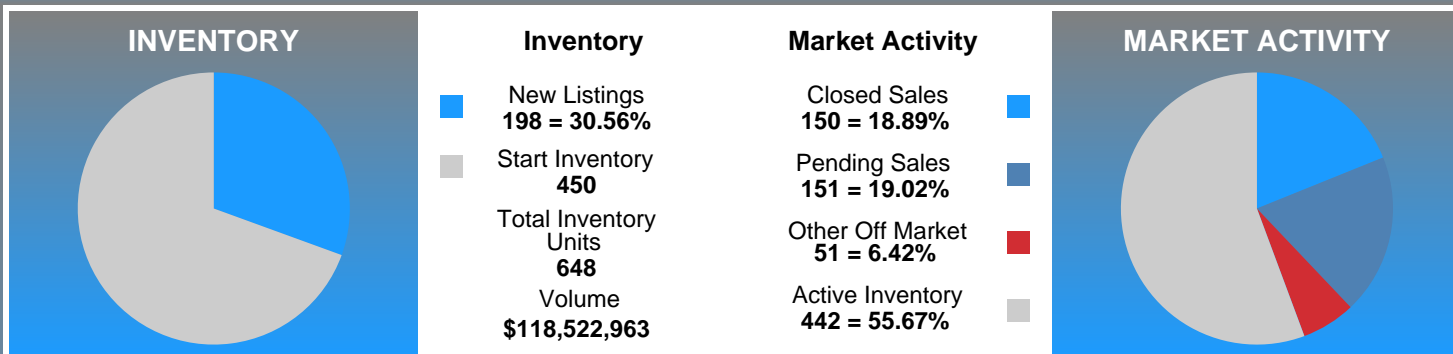 INVENTORY
Inventory
New Listings
198 = 30.56%
Start Inventory
450
Total Inventory
Units
648
Volume
$118,522,963
Market Activity
Closed Sales
150 = 18.89%
Pending Sales
151 = 19.02%
Other Off Market
51 = 6.42%
Active Inventory
442 = 55.67%
MARKET ACTIVITY